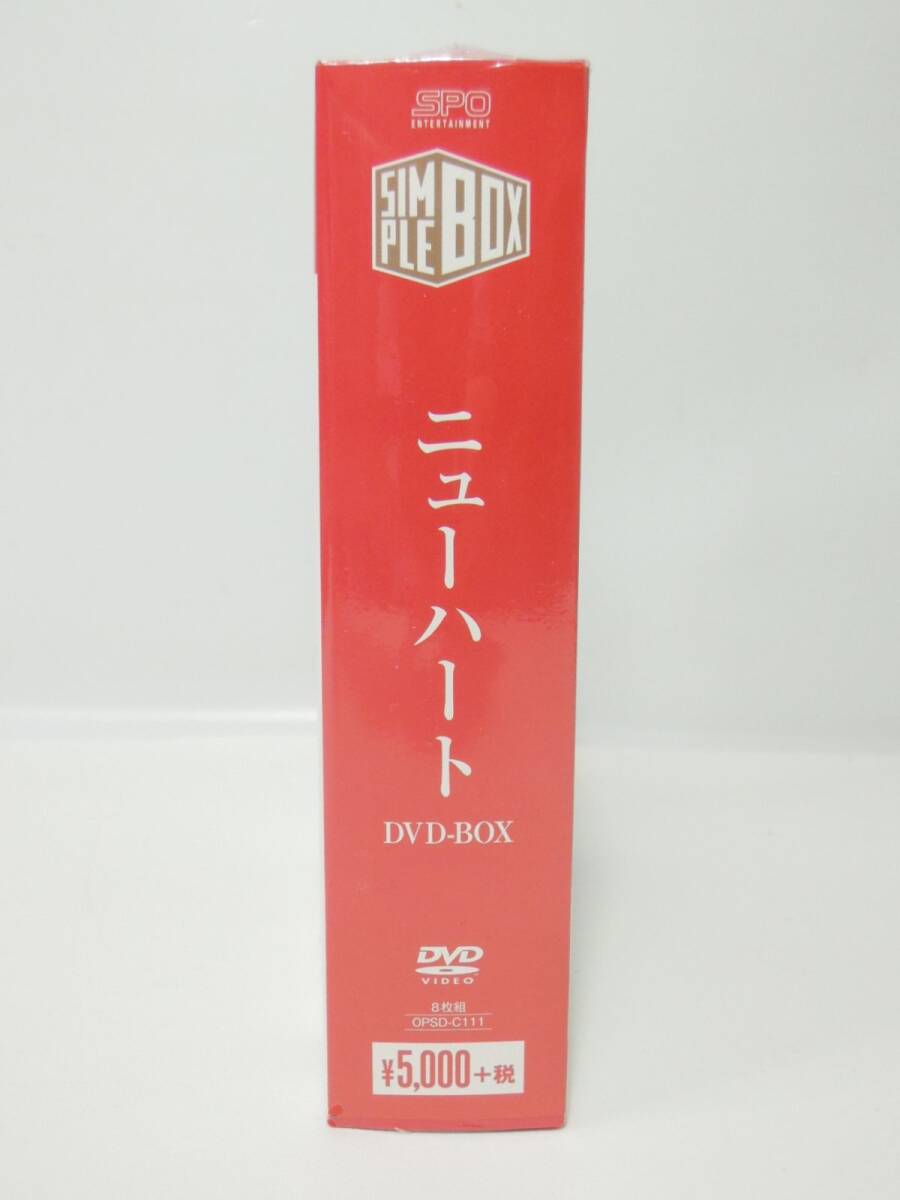 SPO
ENTERTAINMENT
SIMPLE BOX
ニューハート
DVD-BOX
DVD
VIDEO
8枚組
OPSD-C111
¥5,000+税